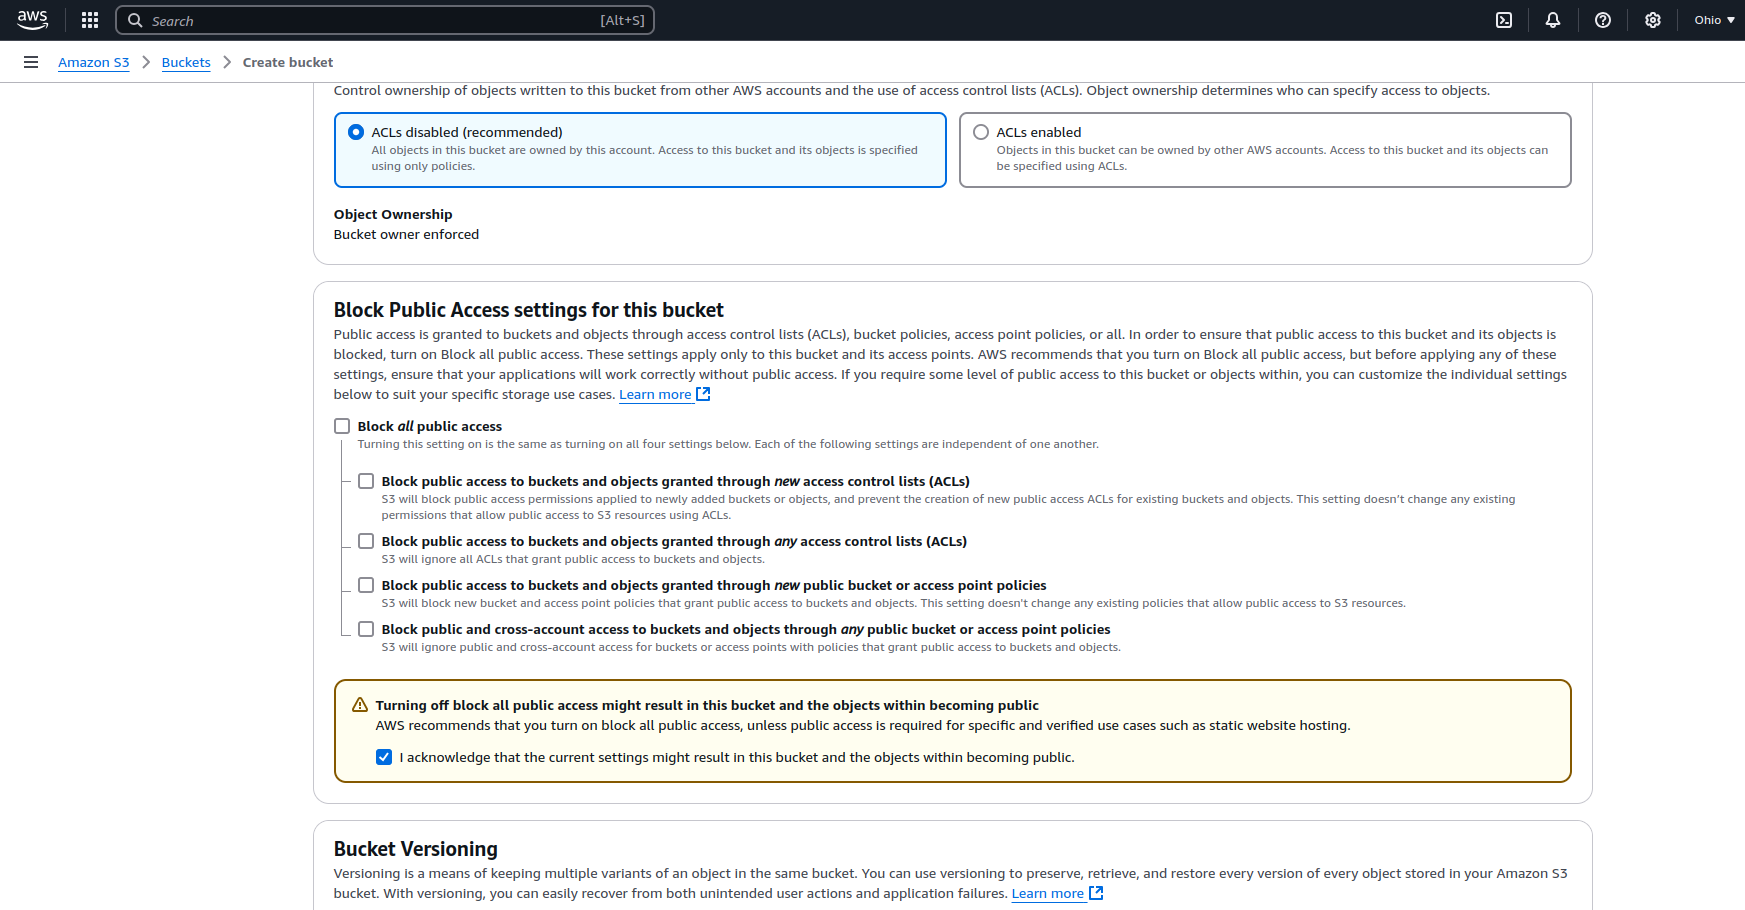 aws
Search
[Alt+S]
Ohio
Amazon S3
Buckets
Create bucket
Control ownership of objects written to this bucket from other AWS accounts and the use of access control lists (ACLs). Object ownership determines who can specify access to objects.
ACLs disabled (recommended)
All objects in this bucket are owned by this account. Access to this bucket and its objects is specified
using only policies.
ACLs enabled
Objects in this bucket can be owned by other AWS accounts. Access to this bucket and its objects can
be specified using ACLs.
Object Ownership
Bucket owner enforced
Block Public Access settings for this bucket
Public access is granted to buckets and objects through access control lists (ACLs), bucket policies, access point policies, or all. In order to ensure that public access to this bucket and its objects is
blocked, turn on Block all public access. These settings apply only to this bucket and its access points. AWS recommends that you turn on Block all public access, but before applying any of these
settings, ensure that your applications will work correctly without public access. If you require some level of public access to this bucket or objects within, you can customize the individual settings
below to suit your specific storage use cases. Learn more
Block all public access
Turning this setting on is the same as turning on all four settings below. Each of the following settings are independent of one another.
Block public access to buckets and objects granted through new access control lists (ACLs)
S3 will block public access permissions applied to newly added buckets or objects, and prevent the creation of new public access ACLs for existing buckets and objects. This setting doesn’t change any existing
permissions that allow public access to S3 resources using ACLs.
Block public access to buckets and objects granted through any access control lists (ACLs)
S3 will ignore all ACLs that grant public access to buckets and objects.
Block public access to buckets and objects granted through new public bucket or access point policies
S3 will block new bucket and access point policies that grant public access to buckets and objects. This setting doesn't change any existing policies that allow public access to S3 resources.
Block public and cross-account access to buckets and objects through any public bucket or access point policies
S3 will ignore public and cross-account access for buckets or access points with policies that grant public access to buckets and objects.
Turning off block all public access might result in this bucket and the objects within becoming public
AWS recommends that you turn on block all public access, unless public access is required for specific and verified use cases such as static website hosting.
I acknowledge that the current settings might result in this bucket and the objects within becoming public.
Bucket Versioning
Versioning is a means of keeping multiple variants of an object in the same bucket. You can use versioning to preserve, retrieve, and restore every version of every object stored in your Amazon S3
bucket. With versioning, you can easily recover from both unintended user actions and application failures. Learn more